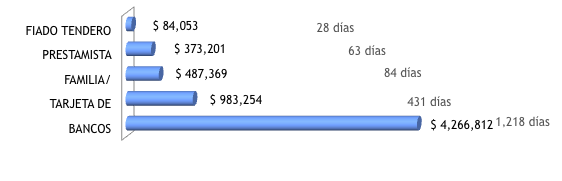 FIADO TENDERO $ 84,053 28 días
PRESTAMISTA $ 373,201 63 días
FAMILIA/ $ 487,369 84 días
TARJETA DE $ 983,254 431 días
BANCOS $ 4,266,812 1,218 días